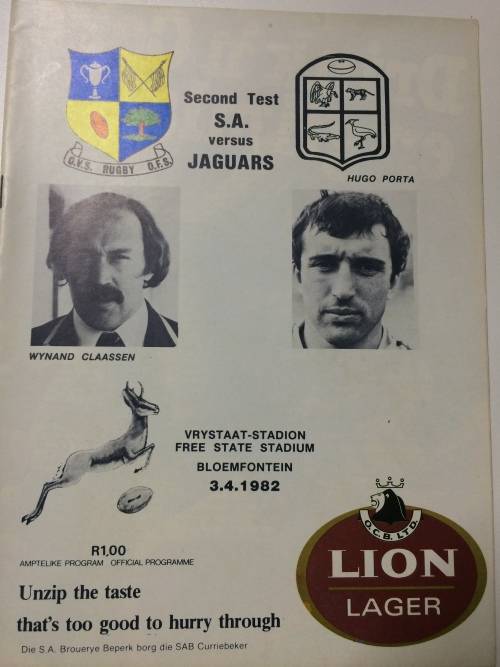 O.V.S. RUGBY O.F.S.
Second Test
S.A.
versus
JAGUARS
HUGO PORTA
WYNAND CLAASSEN
VRYSTAAT-STADION
FREE STATE STADIUM
BLOEMFONTEIN
3.4.1982
R1,00
AMPTELIKE PROGRAM OFFICIAL PROGRAMME
Unzip the taste
that's too good to hurry through
Die S.A. Brouerye Beperk borg die SAB Curriebeker
O.C.B. LTD.
LION
LAGER